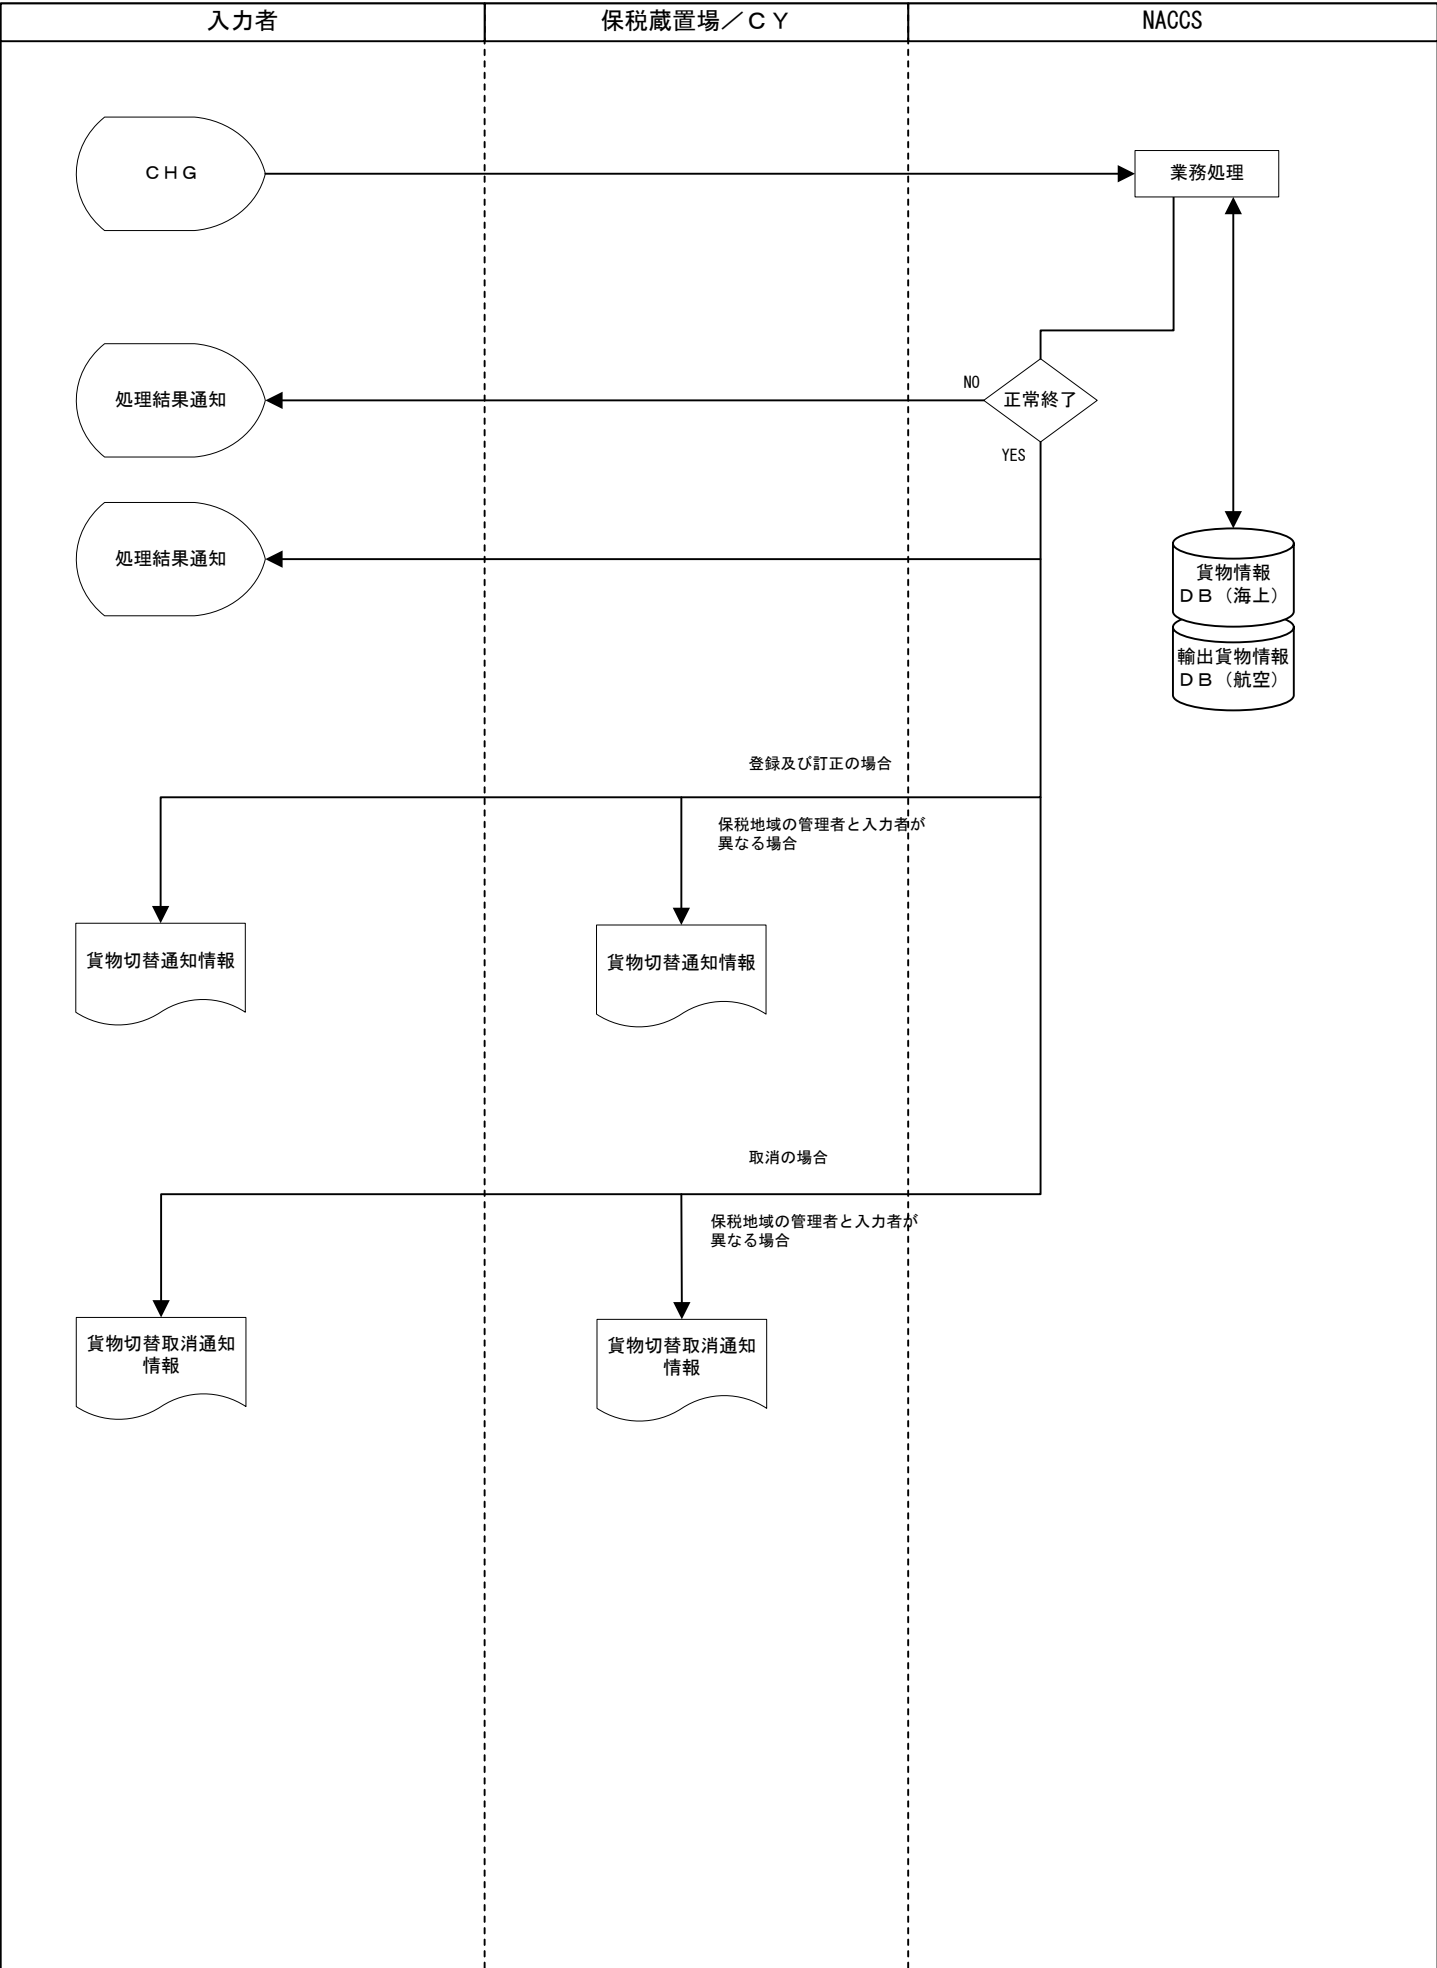 入力者
保税蔵置場／ＣＹ
NACCS
ＣＨＧ
業務処理
処理結果通知
NO
正常終了
YES
処理結果通知
貨物情報
ＤＢ（海上）
輸出貨物情報
ＤＢ（航空）
登録及び訂正の場合
保税地域の管理者と入力者が
異なる場合
貨物切替通知情報
貨物切替通知情報
取消の場合
保税地域の管理者と入力者が
異なる場合
貨物切替取消通知
情報
貨物切替取消通知
情報